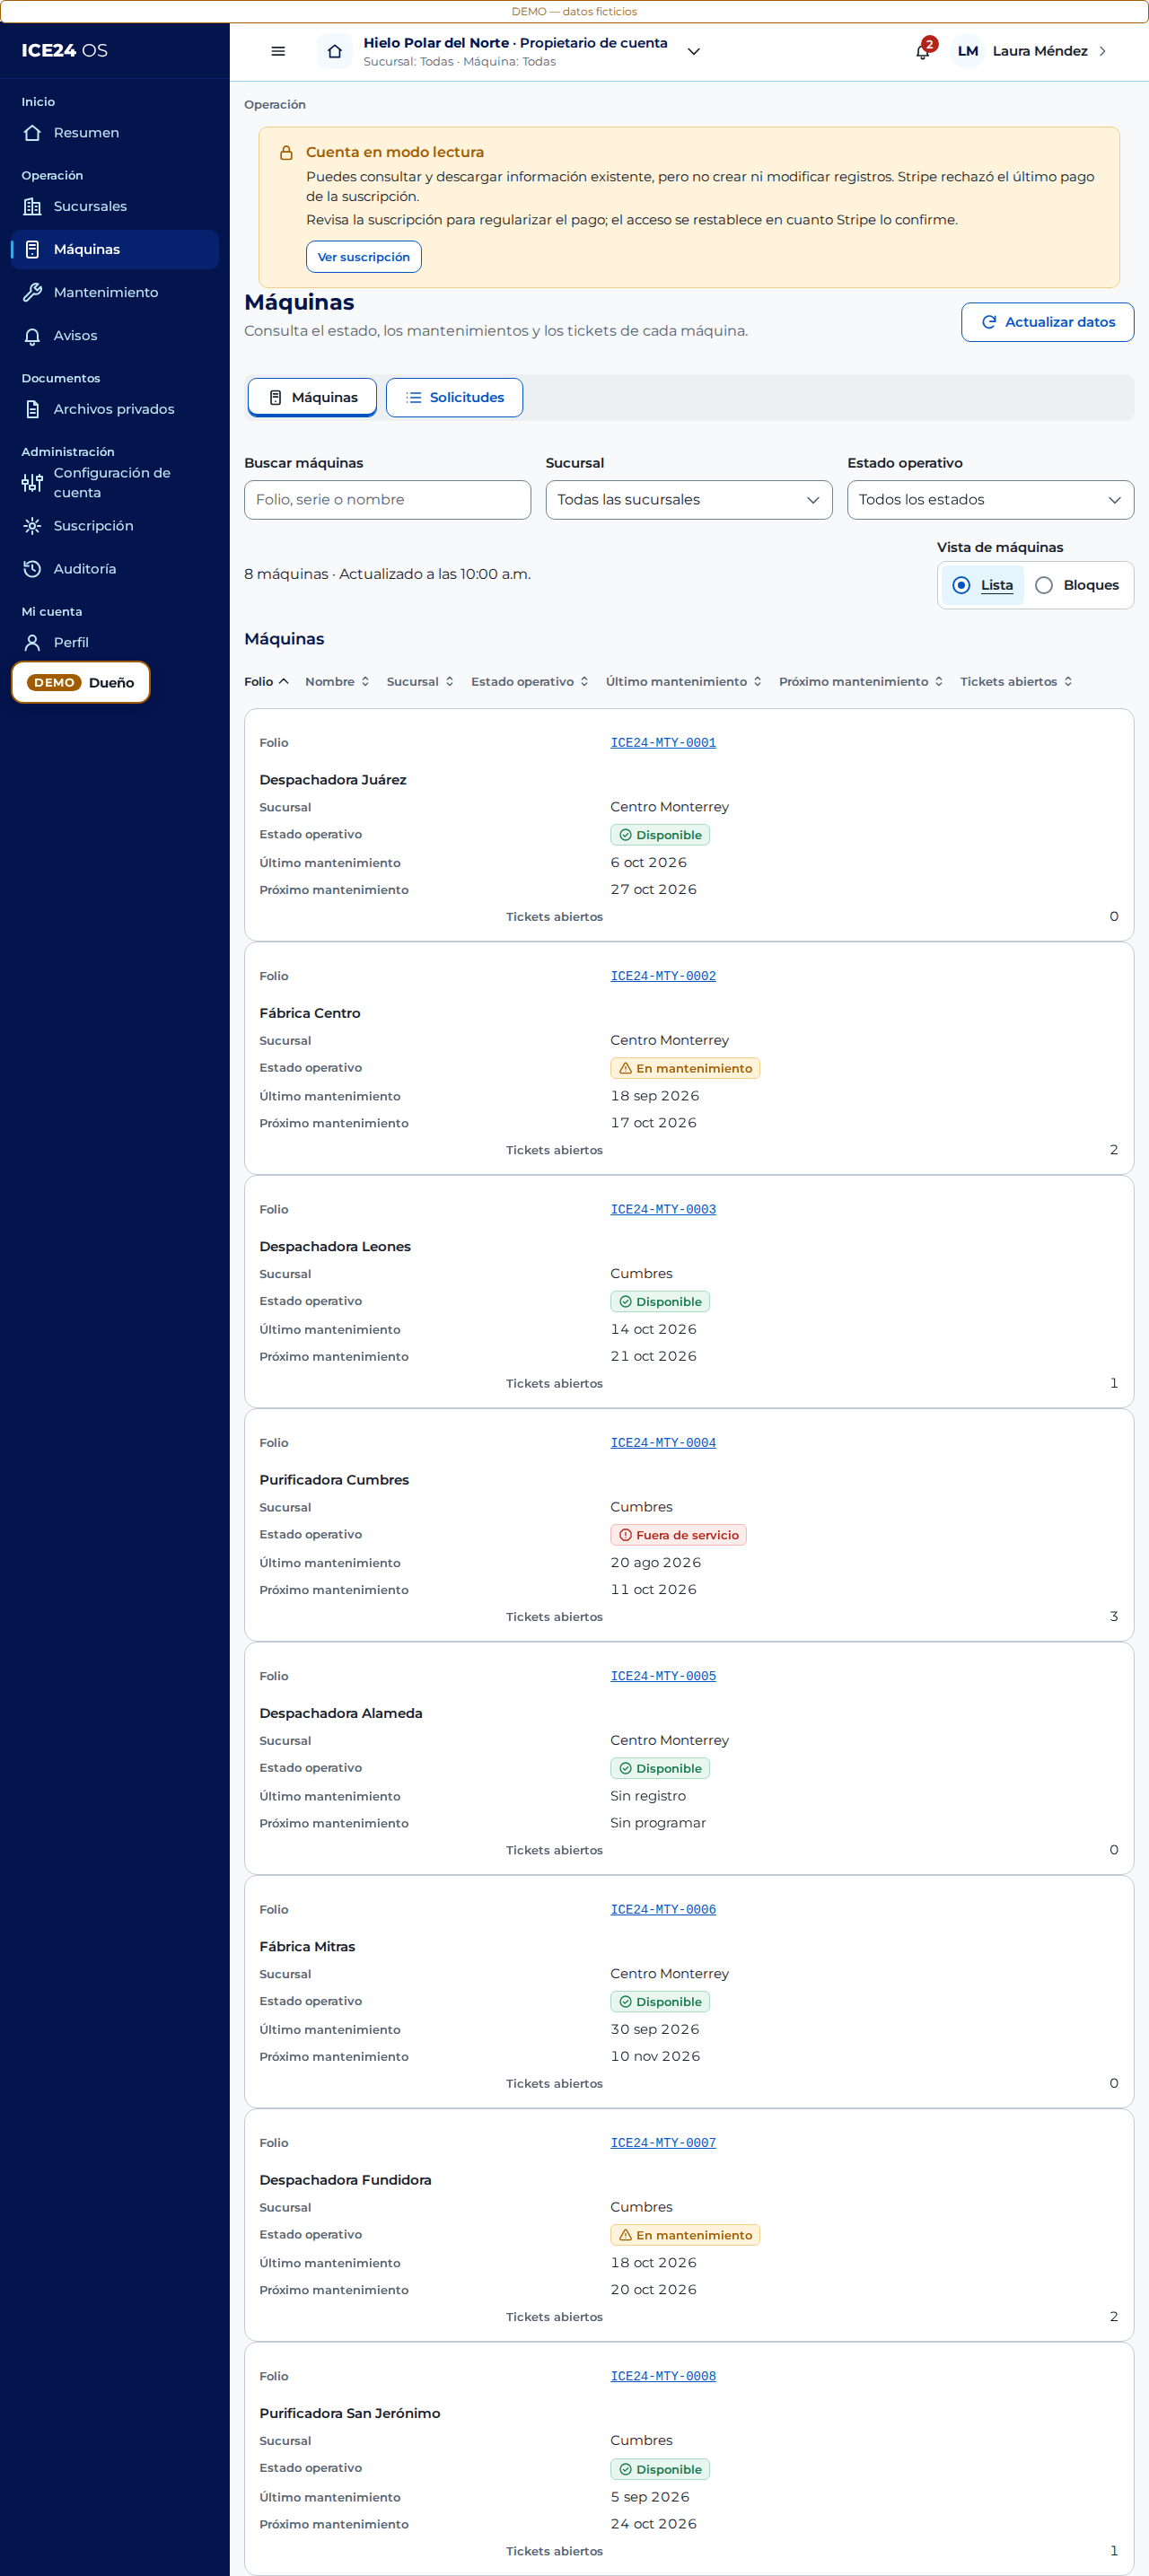 DEMO — datos ficticios
ICE24 OS
Hielo Polar del Norte · Propietario de cuenta
Sucursal: Todas · Máquina: Todas
2
LM
Laura Méndez
Inicio
Resumen
Operación
Sucursales
Máquinas
Mantenimiento
Avisos
Documentos
Archivos privados
Administración
Configuración de
cuenta
Suscripción
Auditoría
Mi cuenta
Perfil
DEMO Dueño
Operación
Cuenta en modo lectura
Puedes consultar y descargar información existente, pero no crear ni modificar registros. Stripe rechazó el último pago
de la suscripción.
Revisa la suscripción para regularizar el pago; el acceso se restablece en cuanto Stripe lo confirme.
Ver suscripción
Máquinas
Consulta el estado, los mantenimientos y los tickets de cada máquina.
Actualizar datos
Máquinas
Solicitudes
Buscar máquinas
Sucursal
Estado operativo
Folio, serie o nombre
Todas las sucursales
Todos los estados
8 máquinas · Actualizado a las 10:00 a.m.
Vista de máquinas
Lista
Bloques
Máquinas
Folio
Nombre
Sucursal
Estado operativo
Último mantenimiento
Próximo mantenimiento
Tickets abiertos
Folio ICE24-MTY-0001
Despachadora Juárez
Sucursal Centro Monterrey
Estado operativo Disponible
Último mantenimiento 6 oct 2026
Próximo mantenimiento 27 oct 2026
Tickets abiertos 0
Folio ICE24-MTY-0002
Fábrica Centro
Sucursal Centro Monterrey
Estado operativo En mantenimiento
Último mantenimiento 18 sep 2026
Próximo mantenimiento 17 oct 2026
Tickets abiertos 2
Folio ICE24-MTY-0003
Despachadora Leones
Sucursal Cumbres
Estado operativo Disponible
Último mantenimiento 14 oct 2026
Próximo mantenimiento 21 oct 2026
Tickets abiertos 1
Folio ICE24-MTY-0004
Purificadora Cumbres
Sucursal Cumbres
Estado operativo Fuera de servicio
Último mantenimiento 20 ago 2026
Próximo mantenimiento 11 oct 2026
Tickets abiertos 3
Folio ICE24-MTY-0005
Despachadora Alameda
Sucursal Centro Monterrey
Estado operativo Disponible
Último mantenimiento Sin registro
Próximo mantenimiento Sin programar
Tickets abiertos 0
Folio ICE24-MTY-0006
Fábrica Mitras
Sucursal Centro Monterrey
Estado operativo Disponible
Último mantenimiento 30 sep 2026
Próximo mantenimiento 10 nov 2026
Tickets abiertos 0
Folio ICE24-MTY-0007
Despachadora Fundidora
Sucursal Cumbres
Estado operativo En mantenimiento
Último mantenimiento 18 oct 2026
Próximo mantenimiento 20 oct 2026
Tickets abiertos 2
Folio ICE24-MTY-0008
Purificadora San Jerónimo
Sucursal Cumbres
Estado operativo Disponible
Último mantenimiento 5 sep 2026
Próximo mantenimiento 24 oct 2026
Tickets abiertos 1